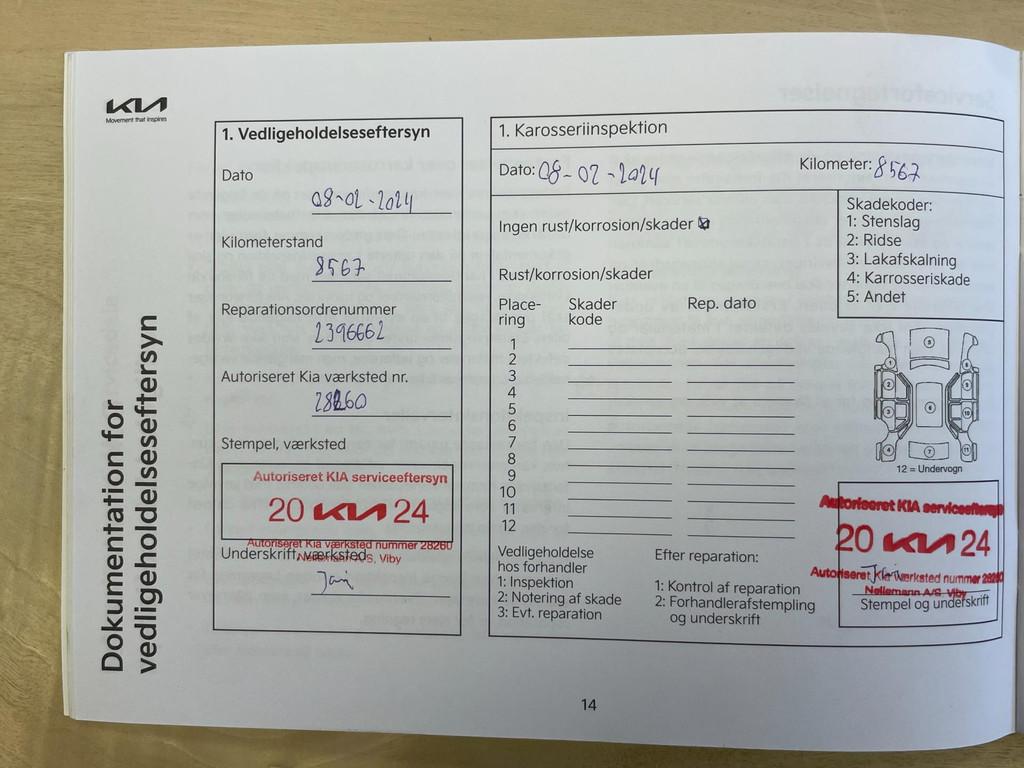 KIA
Movement that inspires
Dokumentation for
vedligeholdelseseftersyn
1. Vedligeholdelseseftersyn
Dato
08-02-2024
Kilometerstand
8567
Reparationsordrenummer
2396662
Autoriseret Kia værksted nr.
28260
Stempel, værksted
Autoriseret KIA serviceeftersyn
20 KIA 24
Autoriseret Kia værksted nummer 28260
Nellemann A/S, Viby
Underskrift, værksted
1. Karosseriinspektion
Dato: 08-02-2024
Kilometer: 8567
Ingen rust/korrosion/skader
Rust/korrosion/skader
Place-
ring
Skader
kode
Rep. dato
1
2
3
4
5
6
7
8
9
10
11
12
Skadekoder:
1: Stenslag
2: Ridse
3: Lakafskalning
4: Karrosseriskade
5: Andet
12 = Undervogn
Vedligeholdelse
hos forhandler
1: Inspektion
2: Notering af skade
3: Evt. reparation
Efter reparation:
1: Kontrol af reparation
2: Forhandlerafstempling
og underskrift
Autoriseret KIA serviceeftersyn
20 KIA 24
Autoriseret Kia værksted nummer 28260
Nellemann A/S, Viby
Stempel og underskrift
14